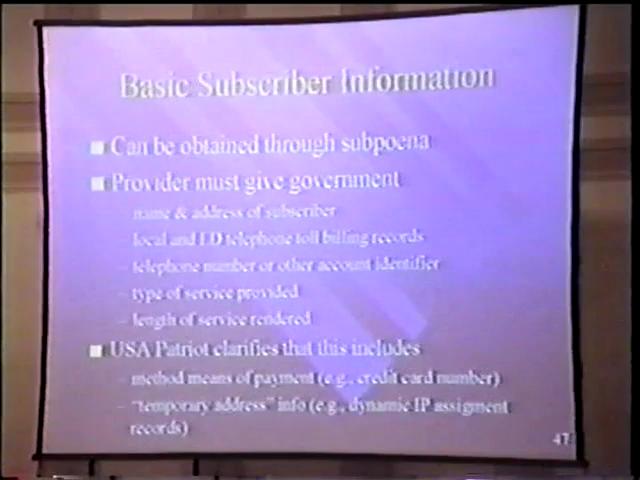 Basic Subscriber Information
Can be obtained through subpoena
Provider must give government
– name & address of subscriber
– local and LD telephone toll billing records
– telephone number or other account identifier
– type of service provided
– length of service rendered
USA Patriot clarifies that this includes
– method means of payment (e.g., credit card number)
– "temporary address" info (e.g., dynamic IP assigment
records)
47